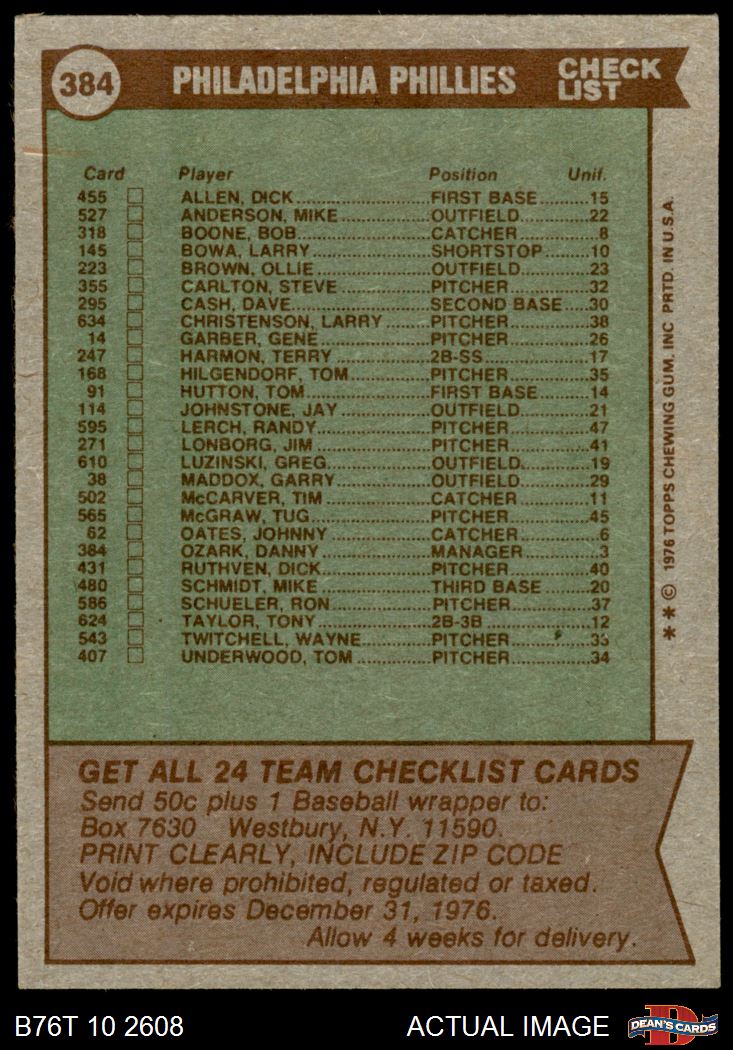 384 PHILADELPHIA PHILLIES CHECK LIST
Card Player Position Unif.
455 ALLEN, DICK FIRST BASE 15
527 ANDERSON, MIKE OUTFIELD 22
318 BOONE, BOB CATCHER 8
145 BOWA, LARRY SHORTSTOP 10
223 BROWN, OLLIE OUTFIELD 23
355 CARLTON, STEVE PITCHER 32
295 CASH, DAVE SECOND BASE 30
634 CHRISTENSON, LARRY PITCHER 38
14 GARBER, GENE PITCHER 26
247 HARMON, TERRY 2B-SS 17
168 HILGENDORF, TOM PITCHER 35
91 HUTTON, TOM FIRST BASE 14
114 JOHNSTONE, JAY OUTFIELD 21
595 LERCH, RANDY PITCHER 47
271 LONBORG, JIM PITCHER 41
610 LUZINSKI, GREG OUTFIELD 19
38 MADDOX, GARRY OUTFIELD 29
502 McCARVER, TIM CATCHER 11
565 McGRAW, TUG PITCHER 45
62 OATES, JOHNNY CATCHER 6
384 OZARK, DANNY MANAGER 3
431 RUTHVEN, DICK PITCHER 40
480 SCHMIDT, MIKE THIRD BASE 20
586 SCHUELER, RON PITCHER 37
624 TAYLOR, TONY 2B-3B 12
543 TWITCHELL, WAYNE PITCHER 33
407 UNDERWOOD, TOM PITCHER 34
**© 1976 TOPPS CHEWING GUM, INC PRTD. IN U.S.A.
GET ALL 24 TEAM CHECKLIST CARDS
Send 50c plus 1 Baseball wrapper to:
Box 7630 Westbury, N.Y. 11590.
PRINT CLEARLY, INCLUDE ZIP CODE
Void where prohibited, regulated or taxed.
Offer expires December 31, 1976.
Allow 4 weeks for delivery.
B76T 10 2608 ACTUAL IMAGE DEAN'S CARDS